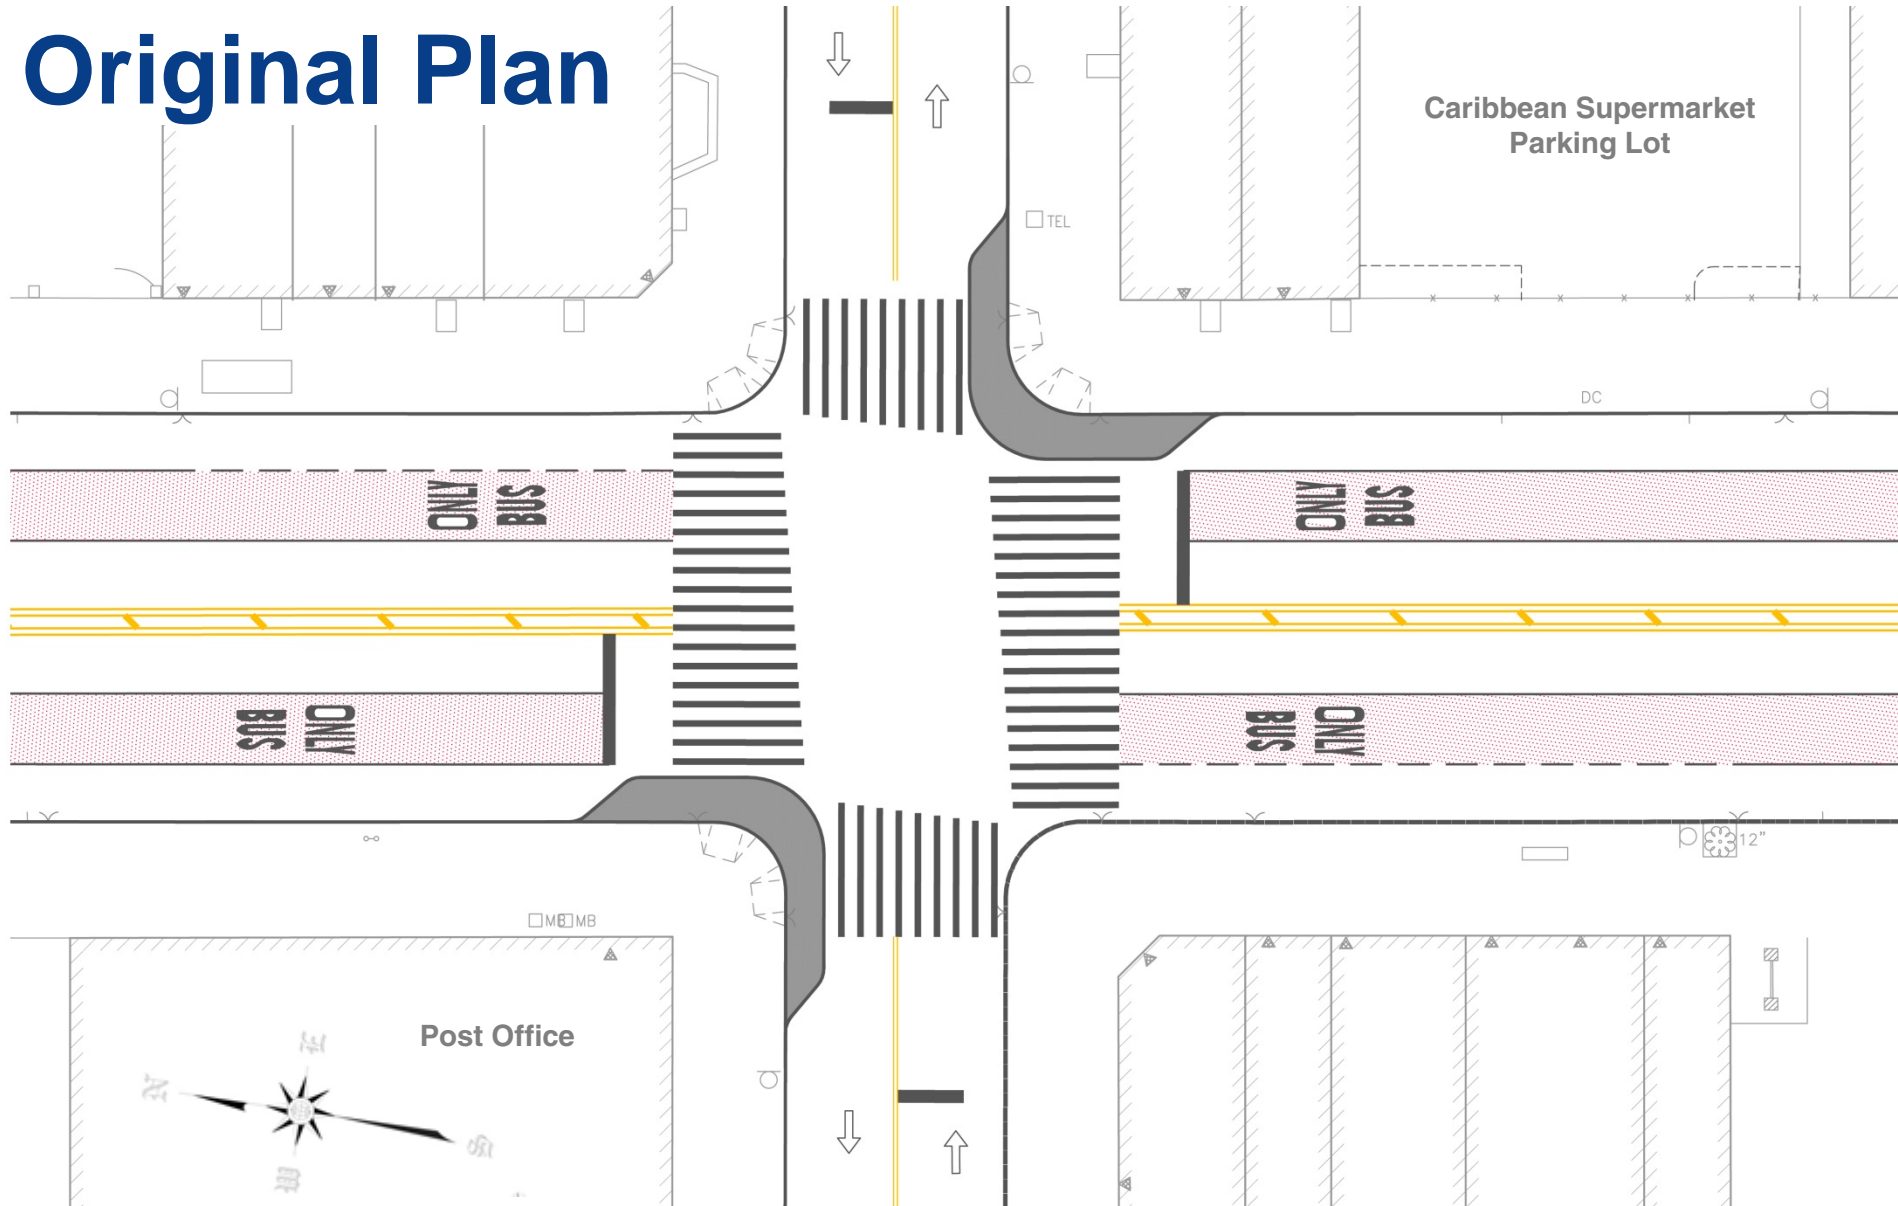 Original Plan
Caribbean Supermarket
Parking Lot
TEL
DC
ONLY
BUS
ONLY
BUS
BUS
ONLY
BUS
ONLY
12"
MB
MB
Post Office
N
S